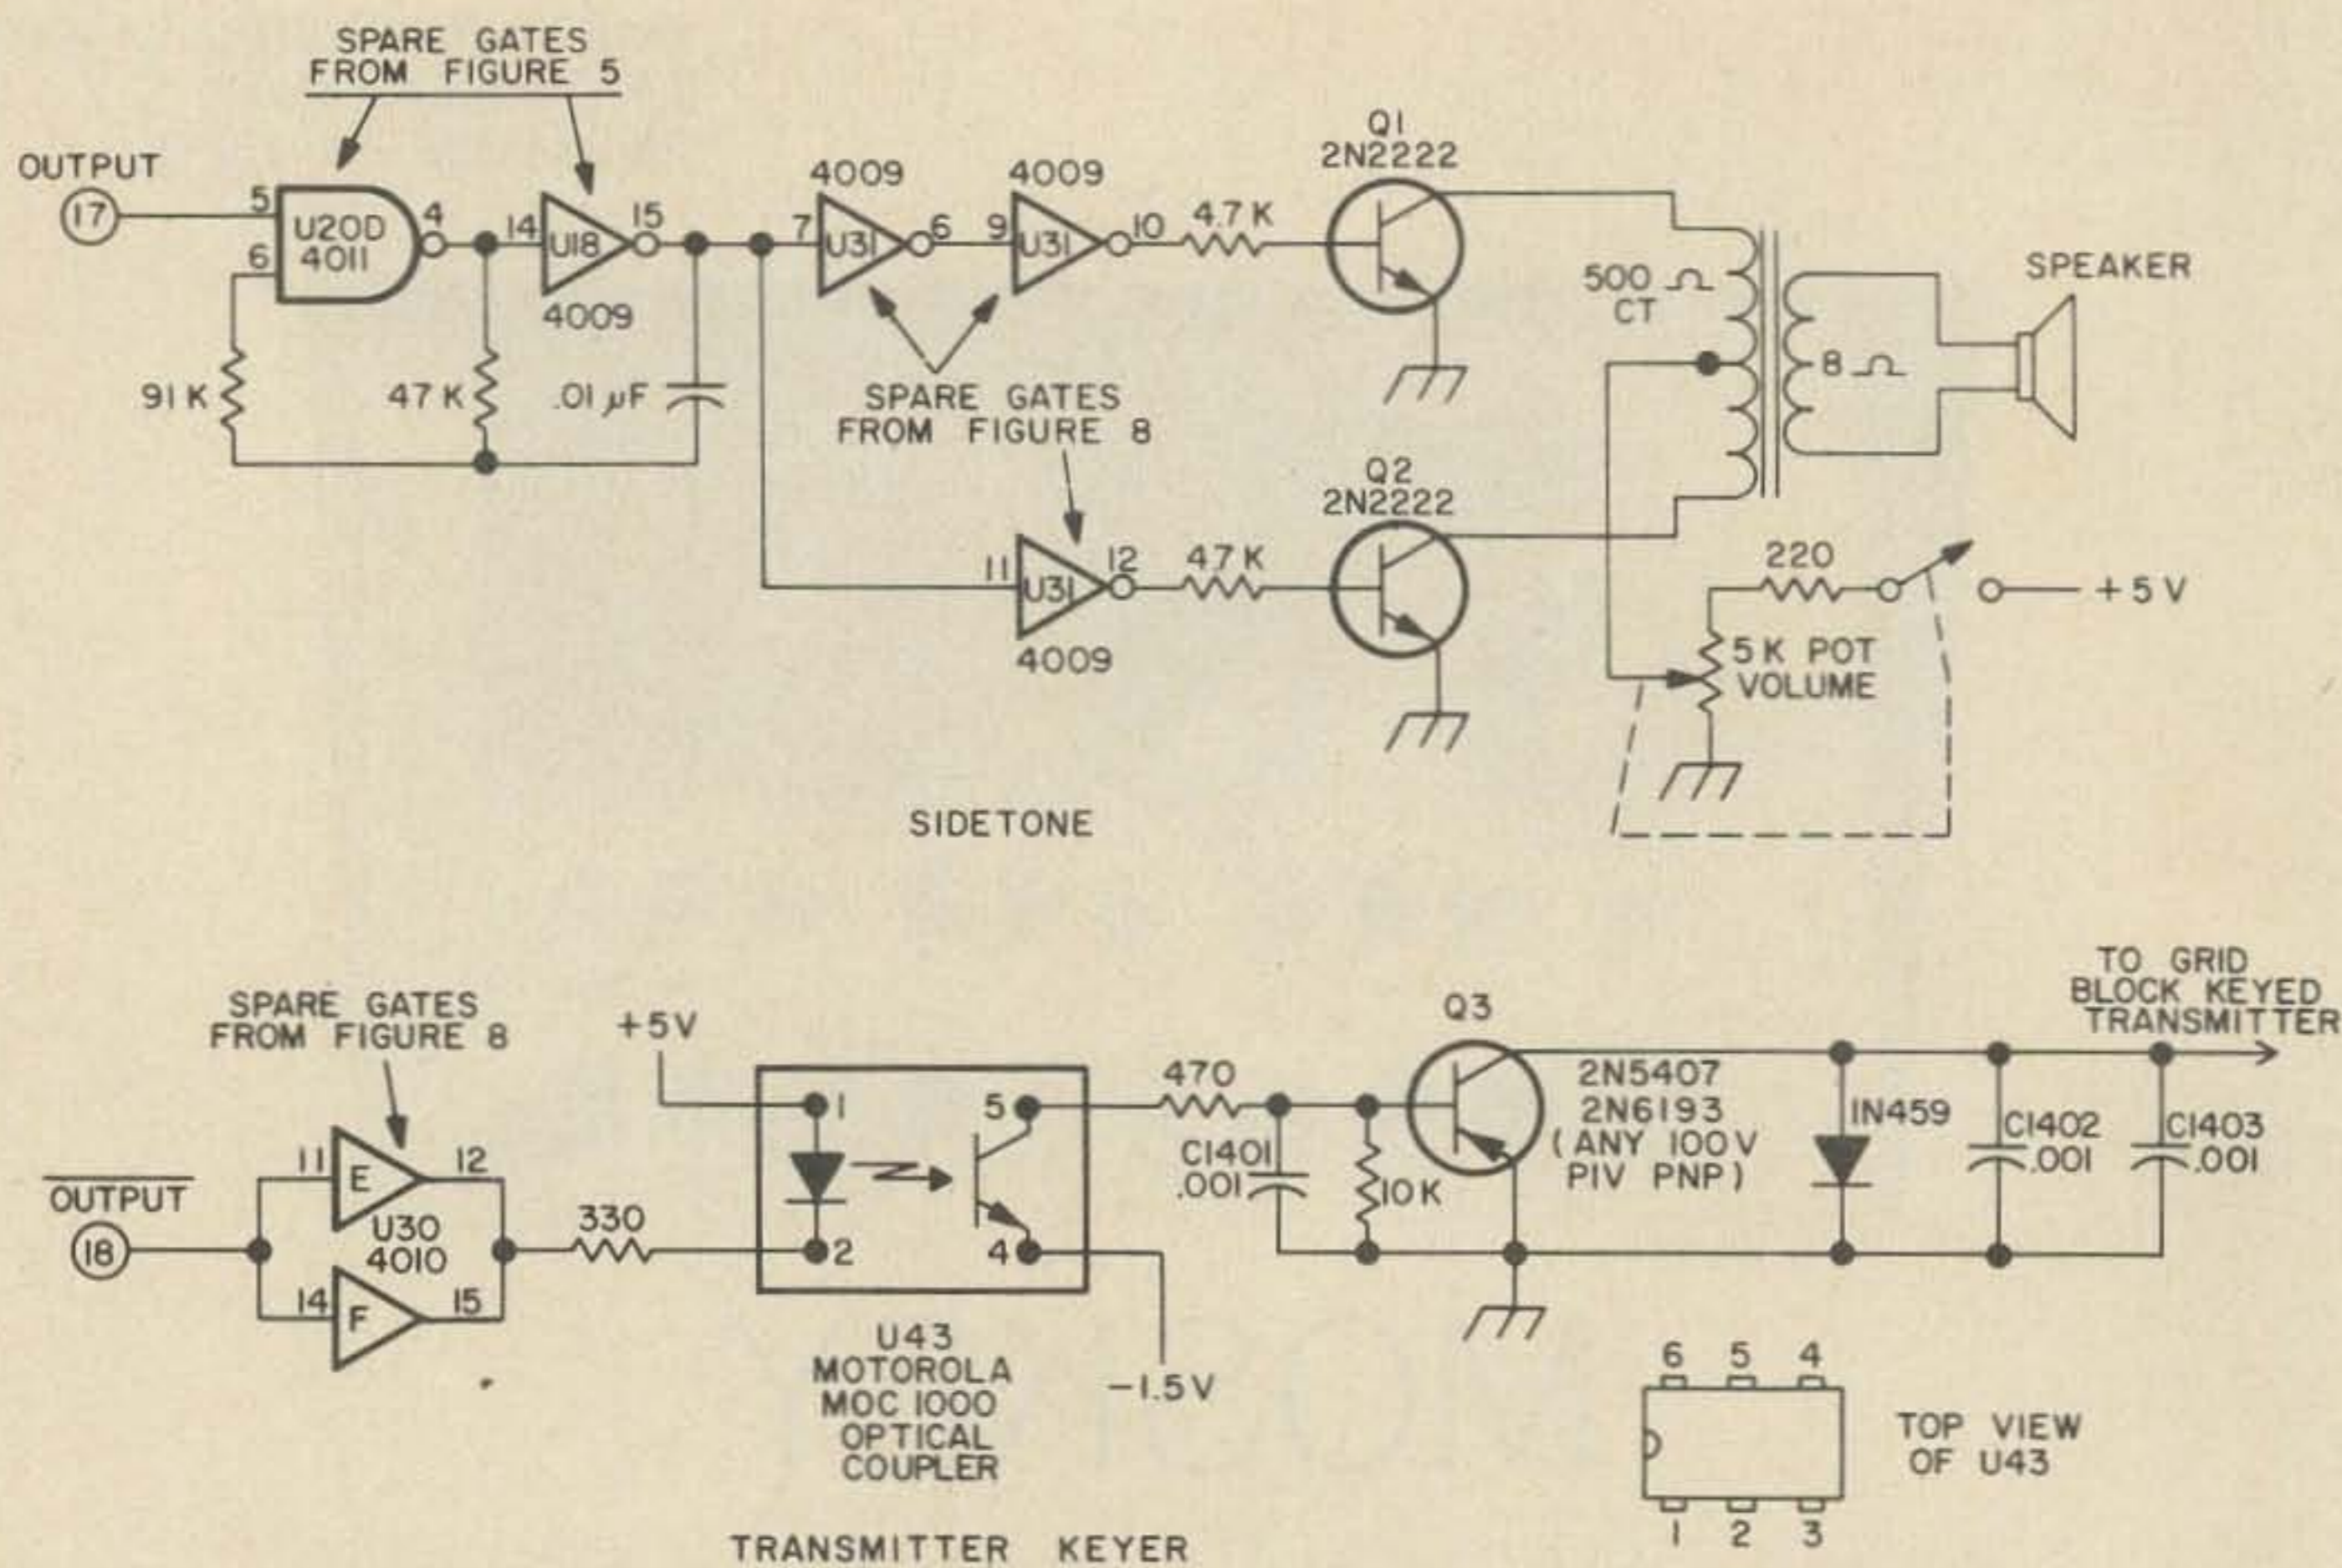 SPARE GATES
FROM FIGURE 5
OUTPUT
17
5
6
U20D
4011
4
14
U18
15
4009
91 K
47 K
.01 µF
4009
7
U31
6
4009
9
U31
10
4.7 K
SPARE GATES
FROM FIGURE 8
11
U31
12
4009
47 K
Q1
2N2222
Q2
2N2222
500 Ω
CT
8 Ω
SPEAKER
220
+5V
5K POT
VOLUME
SIDETONE
SPARE GATES
FROM FIGURE 8
OUTPUT
18
11
E
12
U30
4010
14
F
15
330
+5V
1
2
5
4
U43
MOTOROLA
MOC 1000
OPTICAL
COUPLER
-1.5V
470
C1401
.001
10K
Q3
2N5407
2N6193
(ANY 100V
PIV PNP)
1N459
C1402
.001
C1403
.001
TO GRID
BLOCK KEYED
TRANSMITTER
6 5 4
1 2 3
TOP VIEW
OF U43
TRANSMITTER KEYER